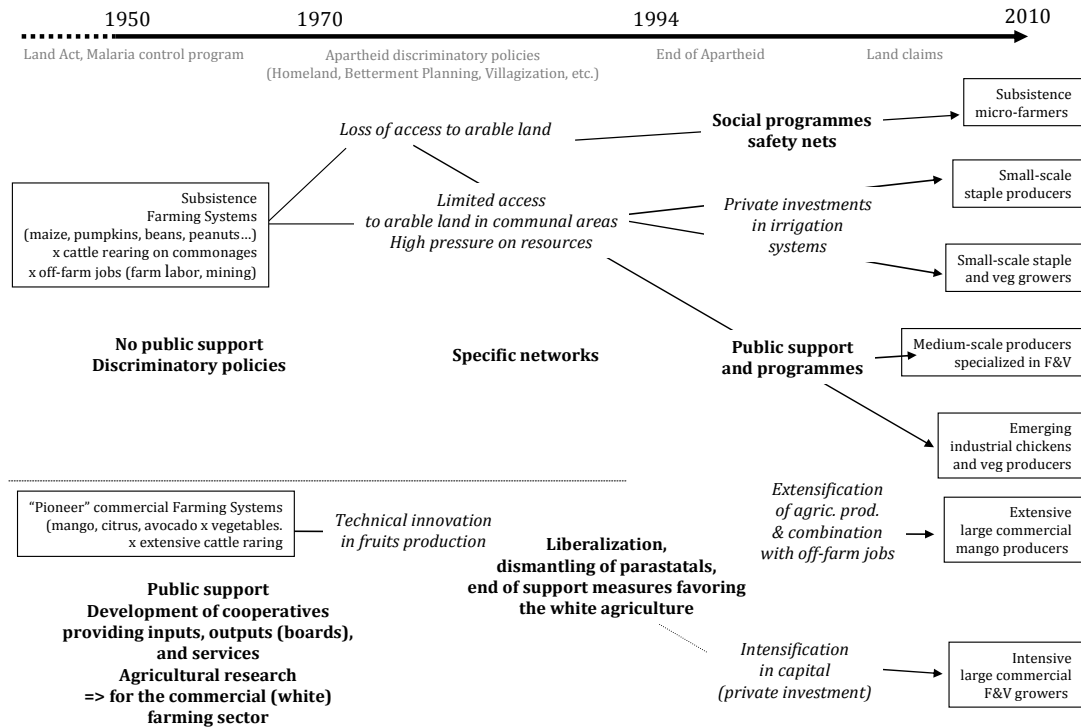 1950
1970
1994
2010
Land Act, Malaria control program
Apartheid discriminatory policies
(Homeland, Betterment Planning, Villagization, etc.)
End of Apartheid
Land claims
Subsistence
micro-farmers
Loss of access to arable land
Social programmes
safety nets
Subsistence
Farming Systems
(maize, pumpkins, beans, peanuts…)
x cattle rearing on commonages
x off-farm jobs (farm labor, mining)
Limited access
to arable land in communal areas
High pressure on resources
Private investments
in irrigation
systems
Small-scale
staple producers
Small-scale staple
and veg growers
No public support
Discriminatory policies
Specific networks
Public support
and programmes
Medium-scale producers
specialized in F&V
Emerging
industrial chickens
and veg producers
"Pioneer" commercial Farming Systems
(mango, citrus, avocado x vegetables.
x extensive cattle raring
Technical innovation
in fruits production
Extensification
of agric. prod.
& combination
with off-farm jobs
Extensive
large commercial
mango producers
Liberalization,
dismantling of parastatals,
end of support measures favoring
the white agriculture
Public support
Development of cooperatives
providing inputs, outputs (boards),
and services
Agricultural research
=> for the commercial (white)
farming sector
Intensification
in capital
(private investment)
Intensive
large commercial
F&V growers